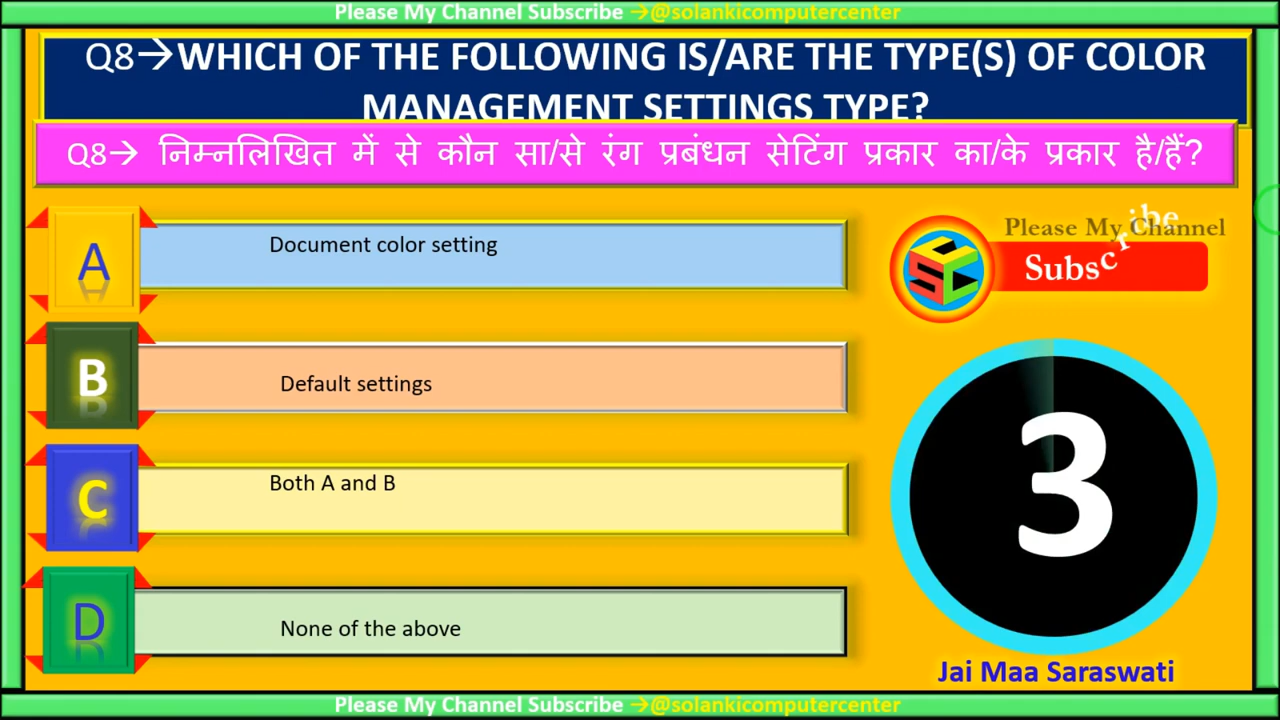 Please My Channel Subscribe →@solankicomputercenter
Q8→WHICH OF THE FOLLOWING IS/ARE THE TYPE(S) OF COLOR
MANAGEMENT SETTINGS TYPE?
Q8→ निम्नलिखित में से कौन सा/से रंग प्रबंधन सेटिंग प्रकार का/के प्रकार है/हैं?
A
Document color setting
Please My Channel
Subscribe
SCC
B
Default settings
3
C
Both A and B
D
None of the above
Jai Maa Saraswati
Please My Channel Subscribe →@solankicomputercenter